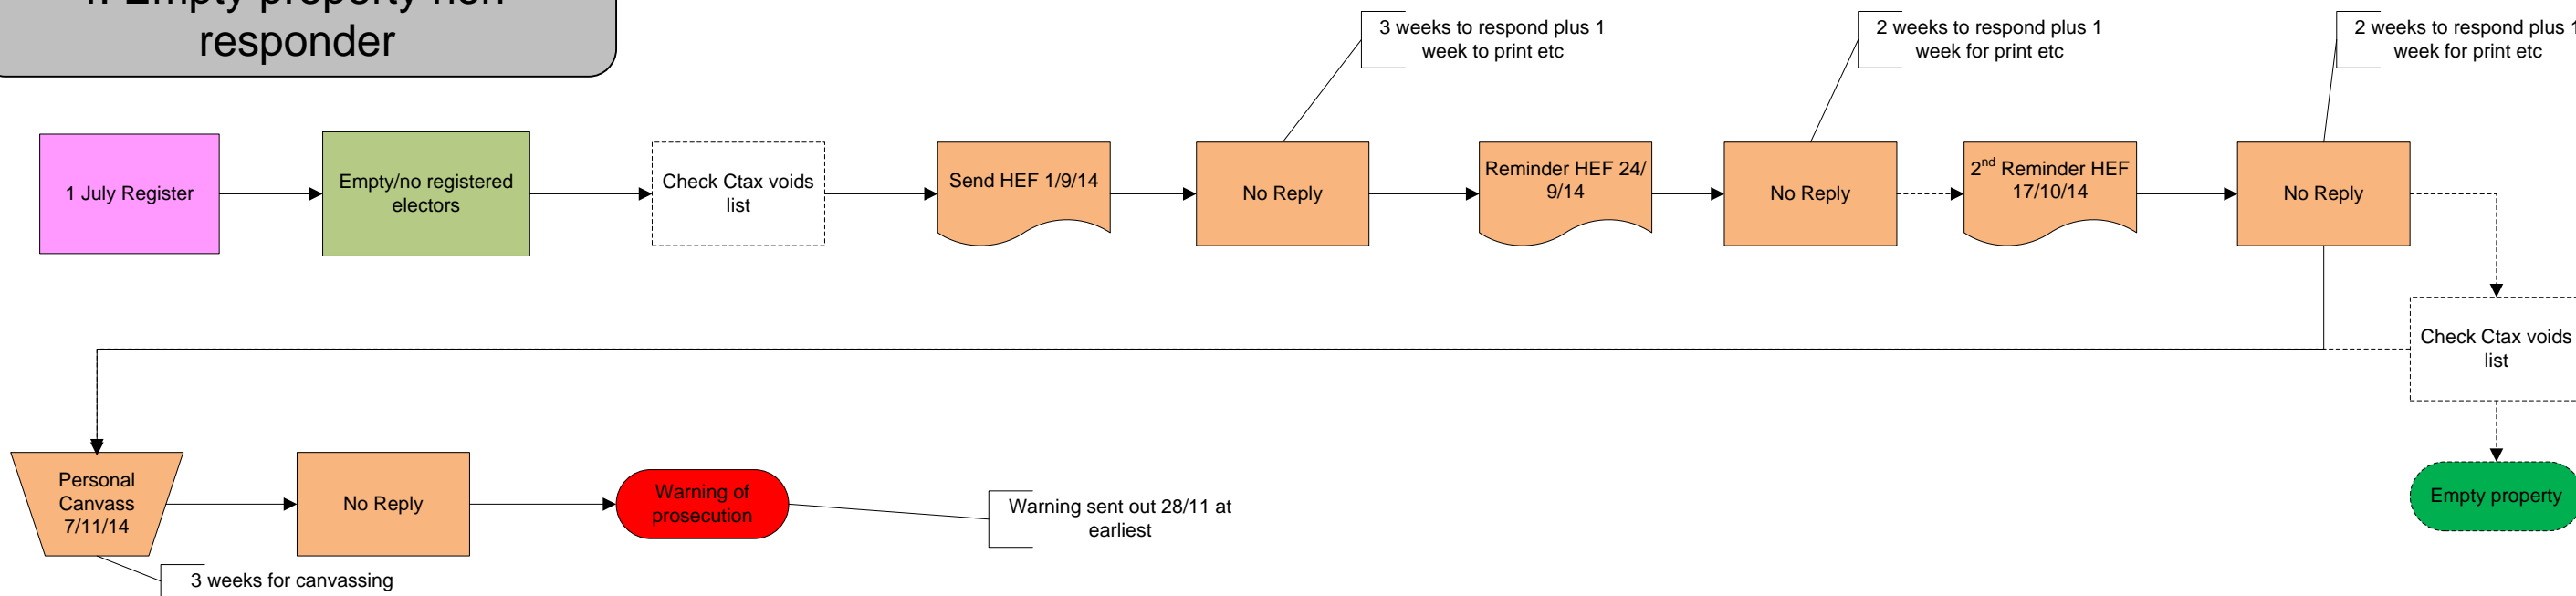 responder
3 weeks to respond plus 1
week to print etc
2 weeks to respond plus 1
week for print etc
2 weeks to respond plus 1
week for print etc
1 July Register
Empty/no registered
electors
Check Ctax voids
list
Send HEF 1/9/14
No Reply
Reminder HEF 24/
9/14
No Reply
2nd Reminder HEF
17/10/14
No Reply
Check Ctax voids
list
Personal
Canvass
7/11/14
No Reply
Warning of
prosecution
Warning sent out 28/11 at
earliest
Empty property
3 weeks for canvassing